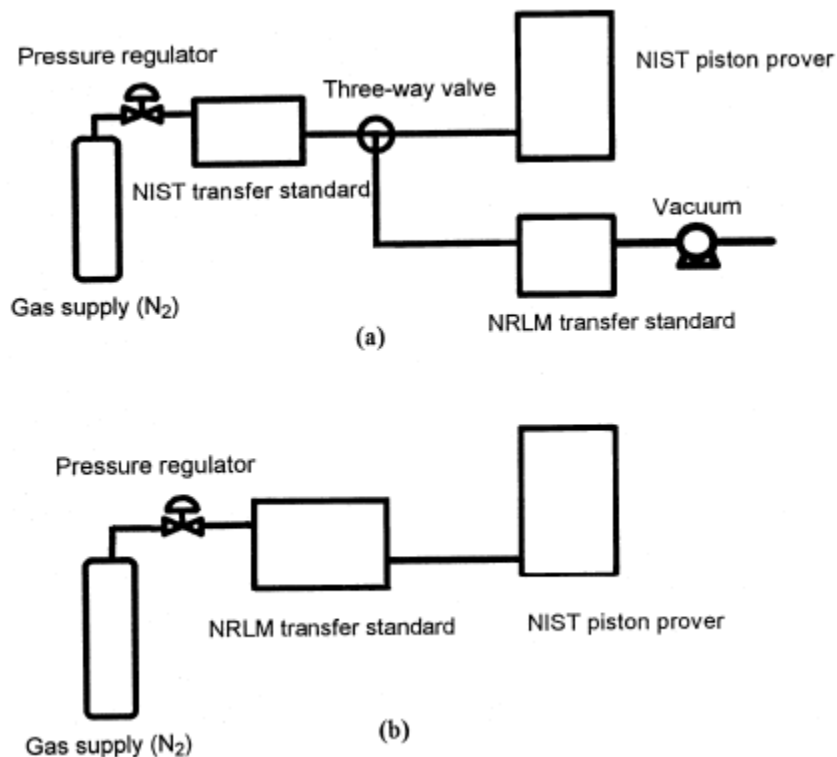 Pressure regulator
NIST piston prover
Three-way valve
NIST transfer standard
Vacuum
Gas supply (N2)
NRLM transfer standard
(a)
Pressure regulator
NRLM transfer standard
NIST piston prover
Gas supply (N2)
(b)